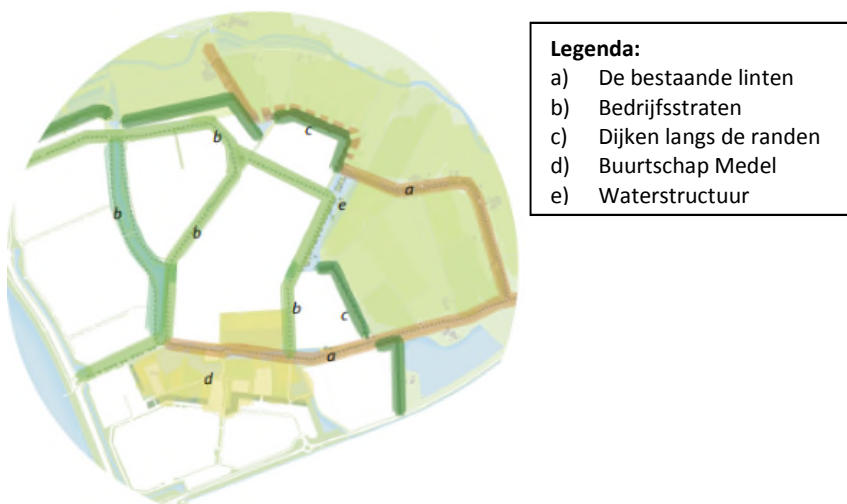 Legenda:
a) De bestaande linten
b) Bedrijfsstraten
c) Dijken langs de randen
d) Buurtschap Medel
e) Waterstructuur
c
b
a
e
b
b
b
c
a
d